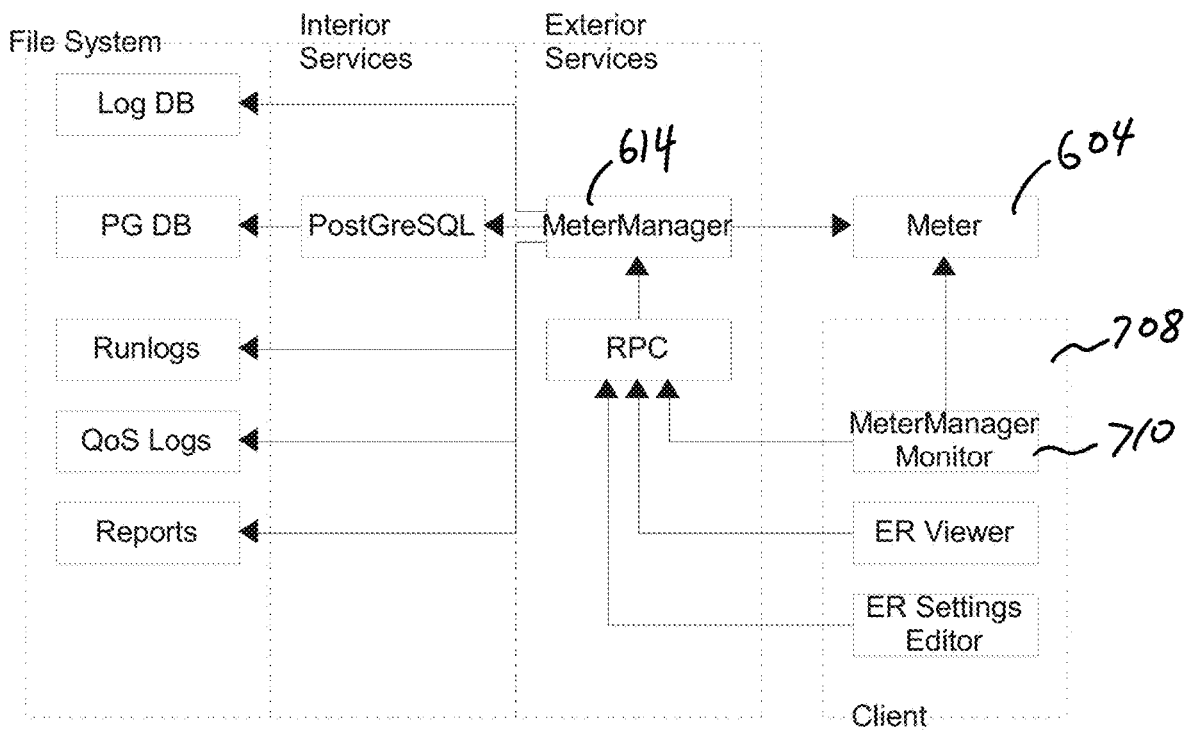 File System
Interior
Services
Exterior
Services
Log DB
614
604
PG DB
PostGreSQL
MeterManager
Meter
Runlogs
RPC
708
QoS Logs
MeterManager
Monitor
710
Reports
ER Viewer
ER Settings
Editor
Client